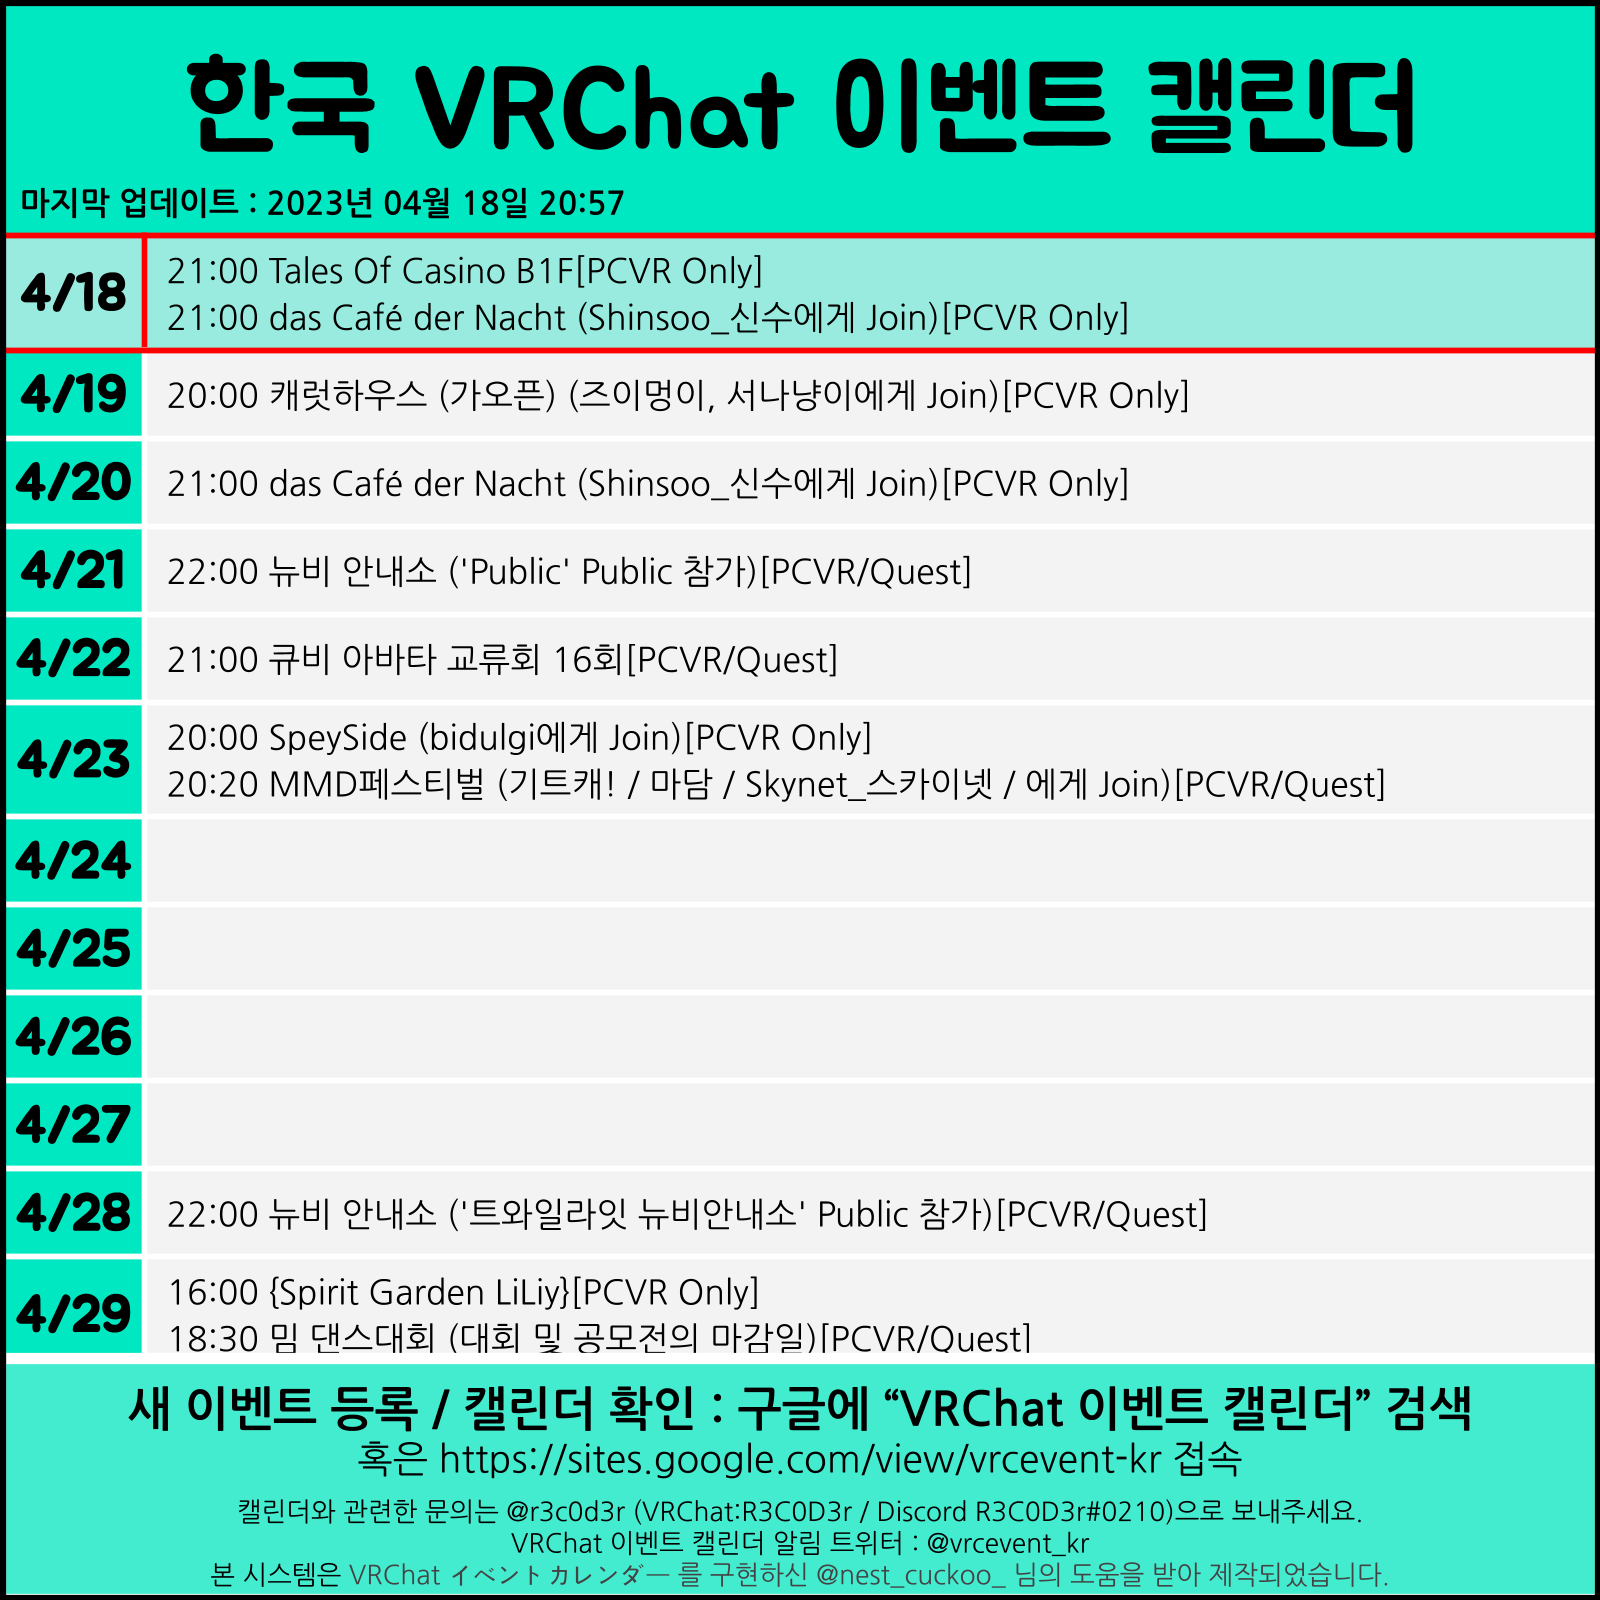 한국 VRChat 이벤트 캘린더
마지막 업데이트 : 2023년 04월 18일 20:57
4/18
21:00 Tales Of Casino B1F[PCVR Only]
21:00 das Café der Nacht (Shinsoo_신수에게 Join)[PCVR Only]
4/19
20:00 캐럿하우스 (가오픈) (즈이멍이, 서나냥이에게 Join)[PCVR Only]
4/20
21:00 das Café der Nacht (Shinsoo_신수에게 Join)[PCVR Only]
4/21
22:00 뉴비 안내소 ('Public' Public 참가)[PCVR/Quest]
4/22
21:00 큐비 아바타 교류회 16회[PCVR/Quest]
4/23
20:00 SpeySide (bidulgi에게 Join)[PCVR Only]
20:20 MMD페스티벌 (기트캐! / 마담 / Skynet_스카이넷 / 에게 Join)[PCVR/Quest]
4/24
4/25
4/26
4/27
4/28
22:00 뉴비 안내소 ('트와일라잇 뉴비안내소' Public 참가)[PCVR/Quest]
4/29
16:00 {Spirit Garden LiLiy}[PCVR Only]
18:30 밈 댄스대회 (대회 및 공모전의 마감일)[PCVR/Quest]
새 이벤트 등록 / 캘린더 확인 : 구글에 “VRChat 이벤트 캘린더” 검색
혹은 https://sites.google.com/view/vrcevent-kr 접속
캘린더와 관련한 문의는 @r3c0d3r (VRChat:R3C0D3r / Discord R3C0D3r#0210)으로 보내주세요.
VRChat 이벤트 캘린더 알림 트위터 : @vrcevent_kr
본 시스템은 VRChat イベントカレンダー 를 구현하신 @nest_cuckoo_ 님의 도움을 받아 제작되었습니다.